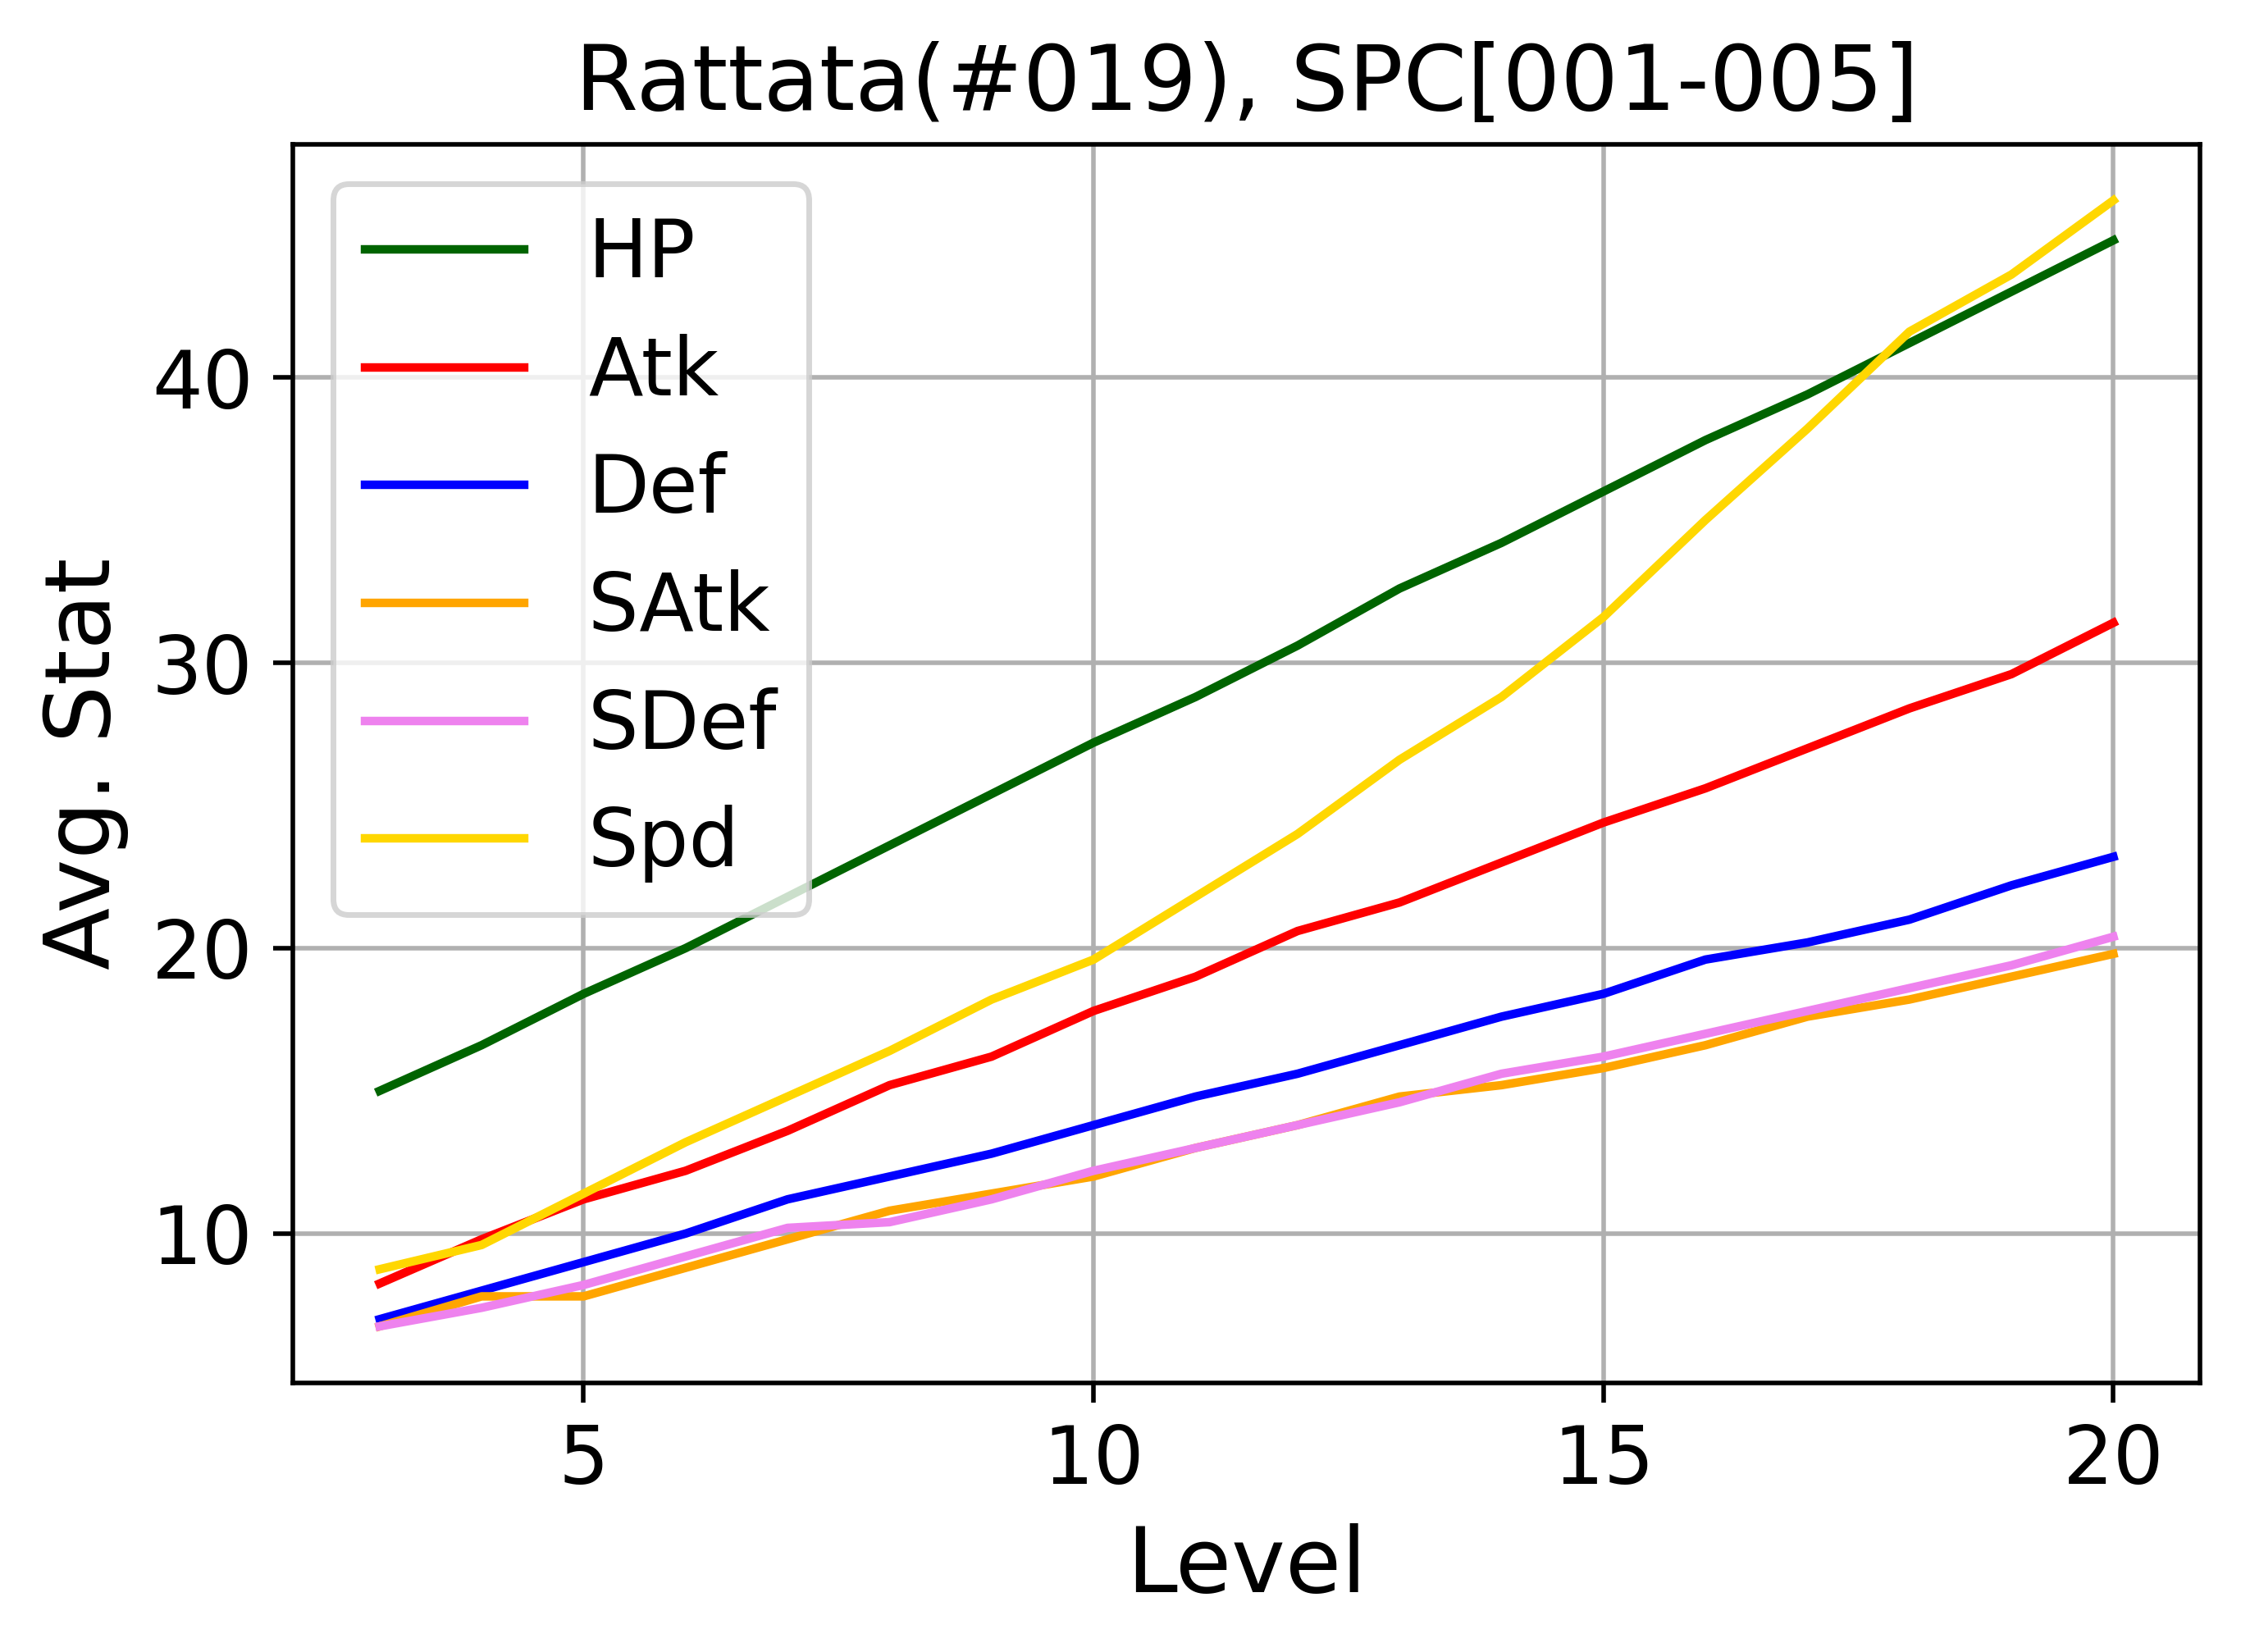 Rattata(#019), SPC[001-005]
HP
Atk
Def
SAtk
SDef
Spd
Avg. Stat
40
30
20
10
5 10 15 20
Level